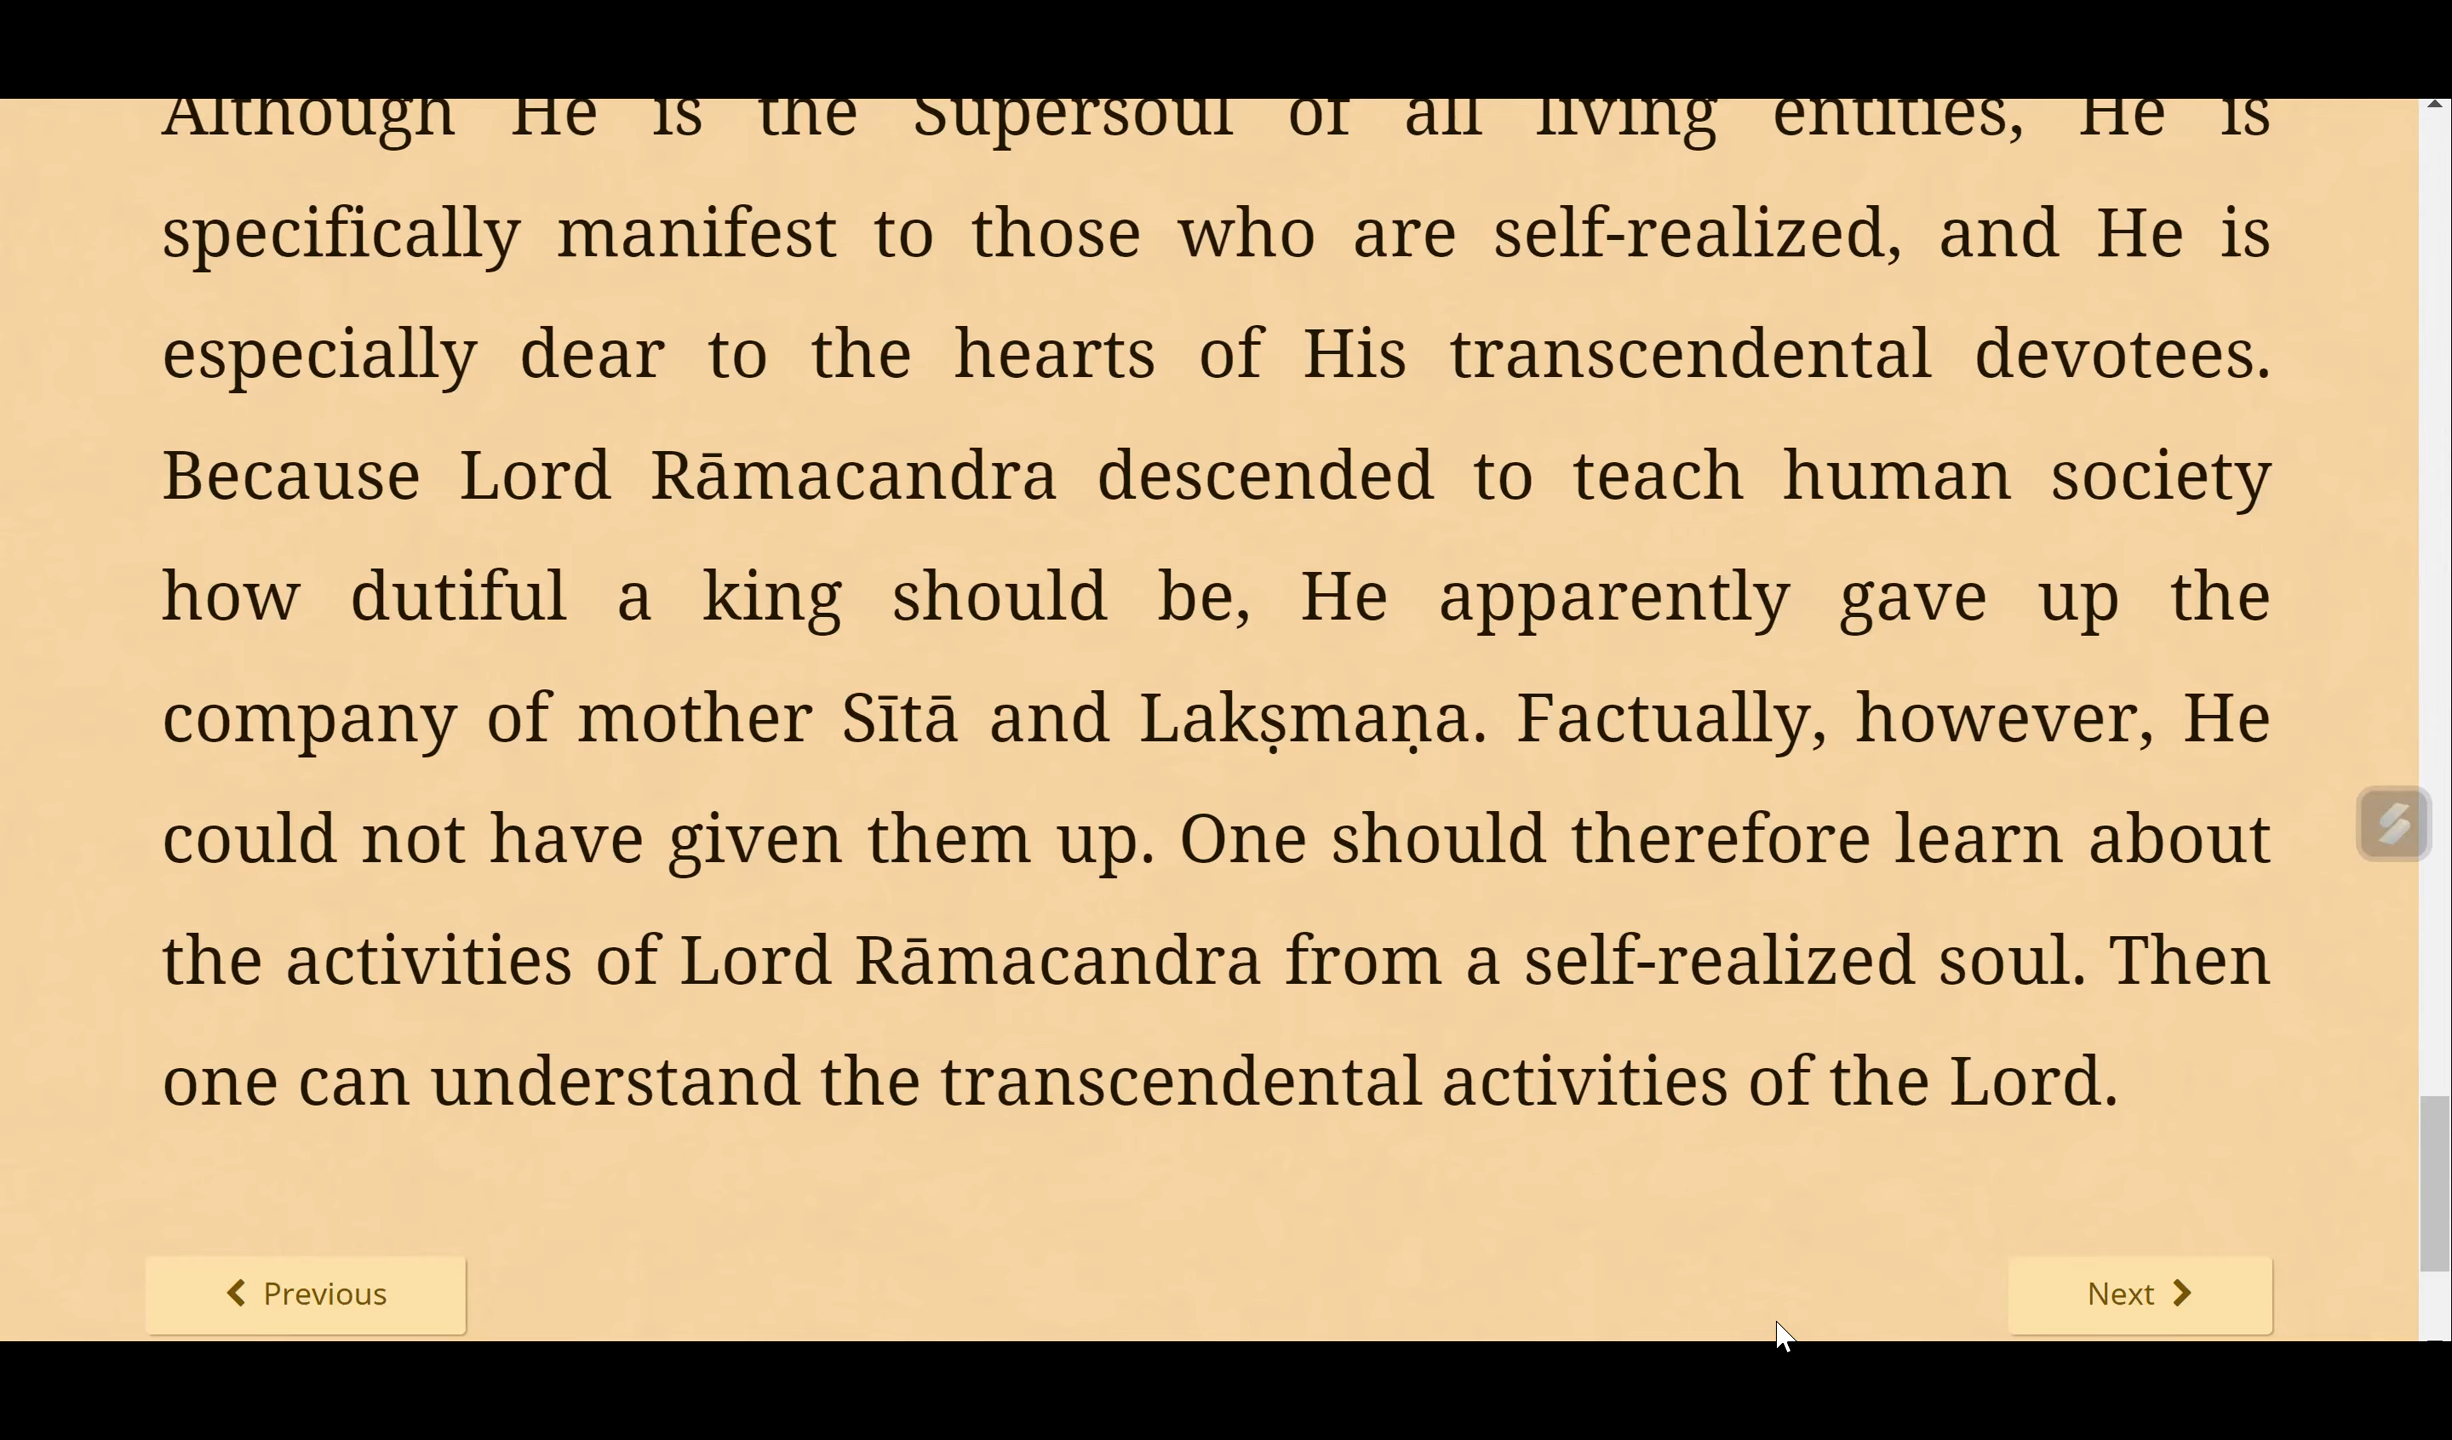 Although He is the Supersoul of all living entities, He is
specifically manifest to those who are self-realized, and He is
especially dear to the hearts of His transcendental devotees.
Because Lord Rāmacandra descended to teach human society
how dutiful a king should be, He apparently gave up the
company of mother Sītā and Lakṣmaṇa. Factually, however, He
could not have given them up. One should therefore learn about
the activities of Lord Rāmacandra from a self-realized soul. Then
one can understand the transcendental activities of the Lord.
Previous
Next